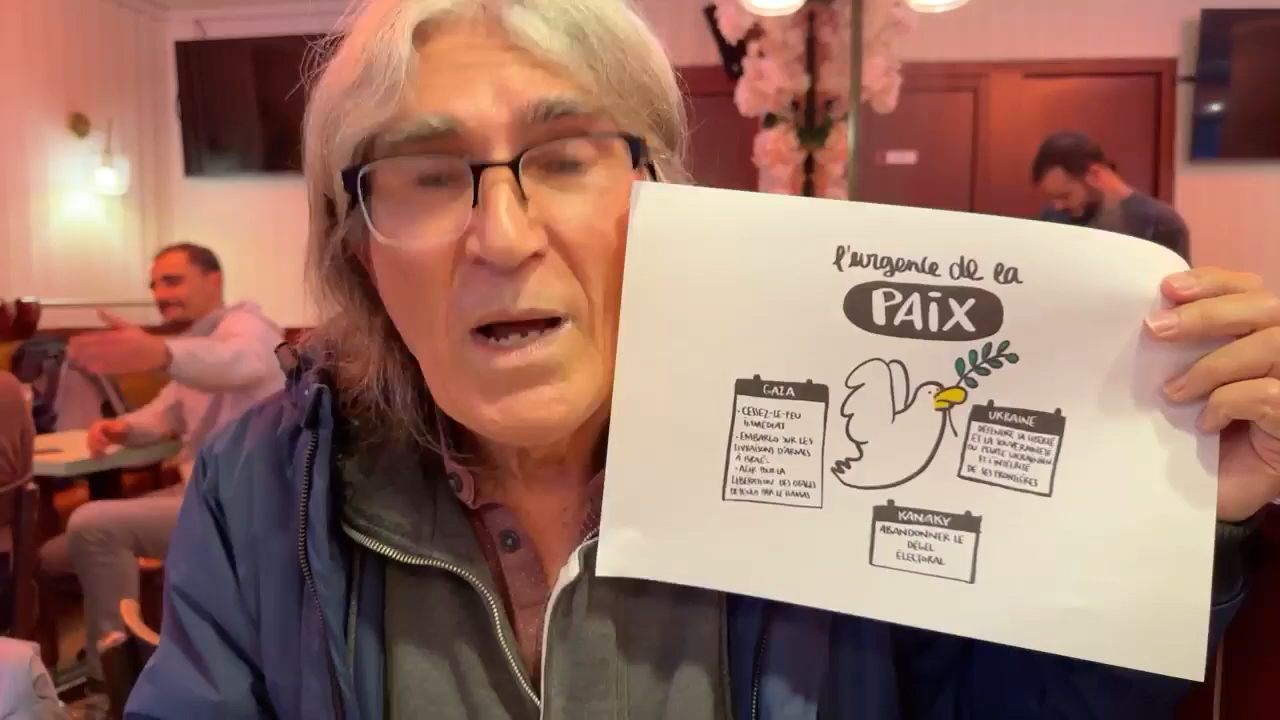 l'urgence de la
PAIX
GAZA
• CESSEZ-LE-FEU
IMMÉDIAT
• EMBARGO SUR LES
LIVRAISONS D'ARMES
À ISRAËL
• AGIR POUR LA
LIBÉRATION DES OTAGES
DETENUS PAR LE HAMAS
UKRAINE
DÉFENDRE LA LIBERTÉ
ET LA SOUVERAINETÉ
DU PEUPLE UKRAINIEN
ET L'INTÉGRITÉ
DE SES FRONTIÈRES
KANAKY
ABANDONNER LE
DÉGEL
ÉLECTORAL